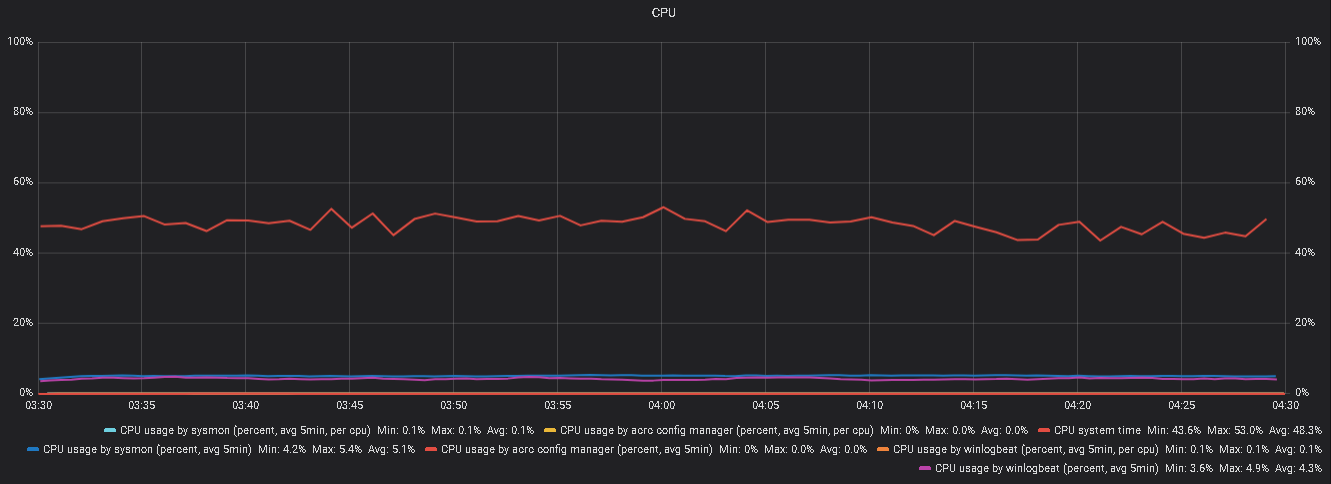 CPU
100% 100%
80% 80%
60% 60%
40% 40%
20% 20%
0% 0%
03:30 03:35 03:40 03:45 03:50 03:55 04:00 04:05 04:10 04:15 04:20 04:25 04:30
CPU usage by sysmon (percent, avg 5min, per cpu) Min: 0.1% Max: 0.1% Avg: 0.1% CPU usage by acrc config manager (percent, avg 5min, per cpu) Min: 0% Max: 0.0% Avg: 0.0% CPU system time Min: 43.6% Max: 53.0% Avg: 48.3%
CPU usage by sysmon (percent, avg 5min) Min: 4.2% Max: 5.4% Avg: 5.1% CPU usage by acrc config manager (percent, avg 5min) Min: 0% Max: 0.0% Avg: 0.0% CPU usage by winlogbeat (percent, avg 5min, per cpu) Min: 0.1% Max: 0.1% Avg: 0.1%
CPU usage by winlogbeat (percent, avg 5min) Min: 3.6% Max: 4.9% Avg: 4.3%